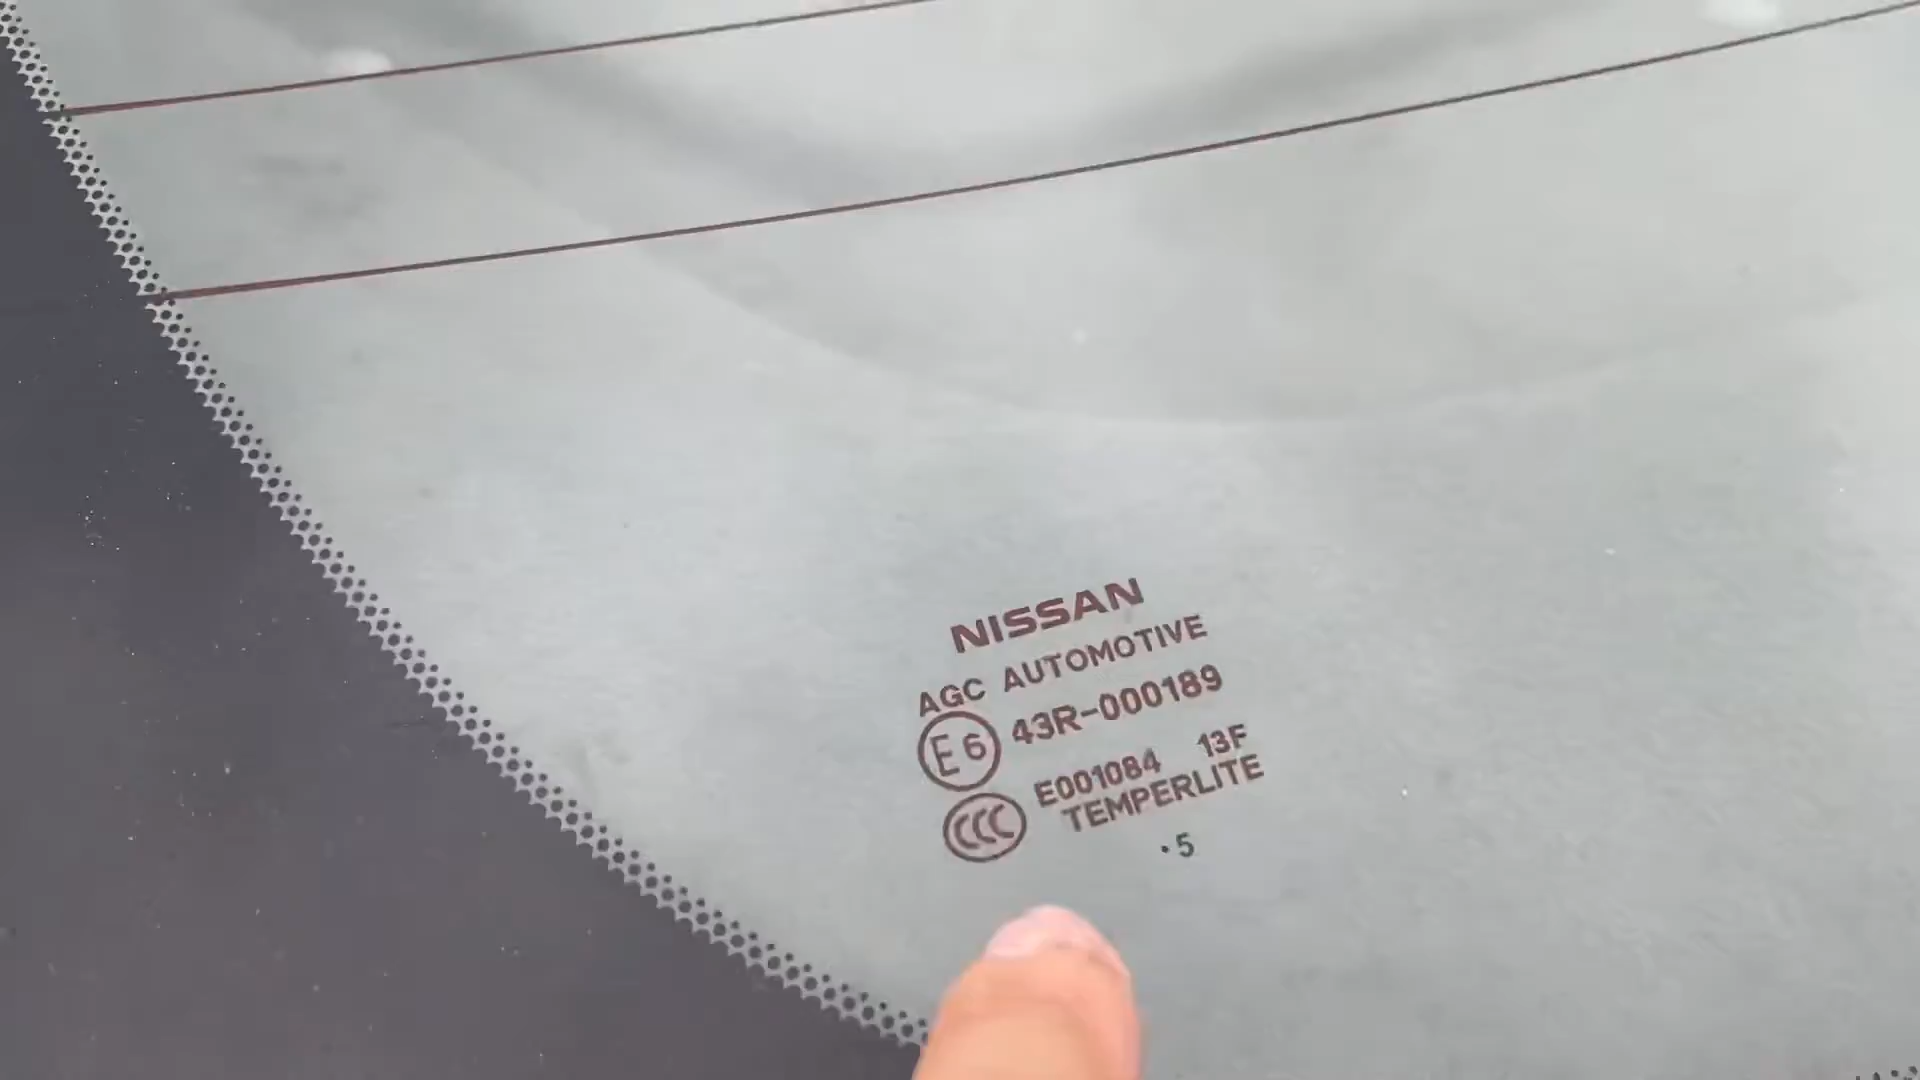 NISSAN
AGC AUTOMOTIVE
E6 43R-000189
CCC E001084 13F
TEMPERLITE
·5